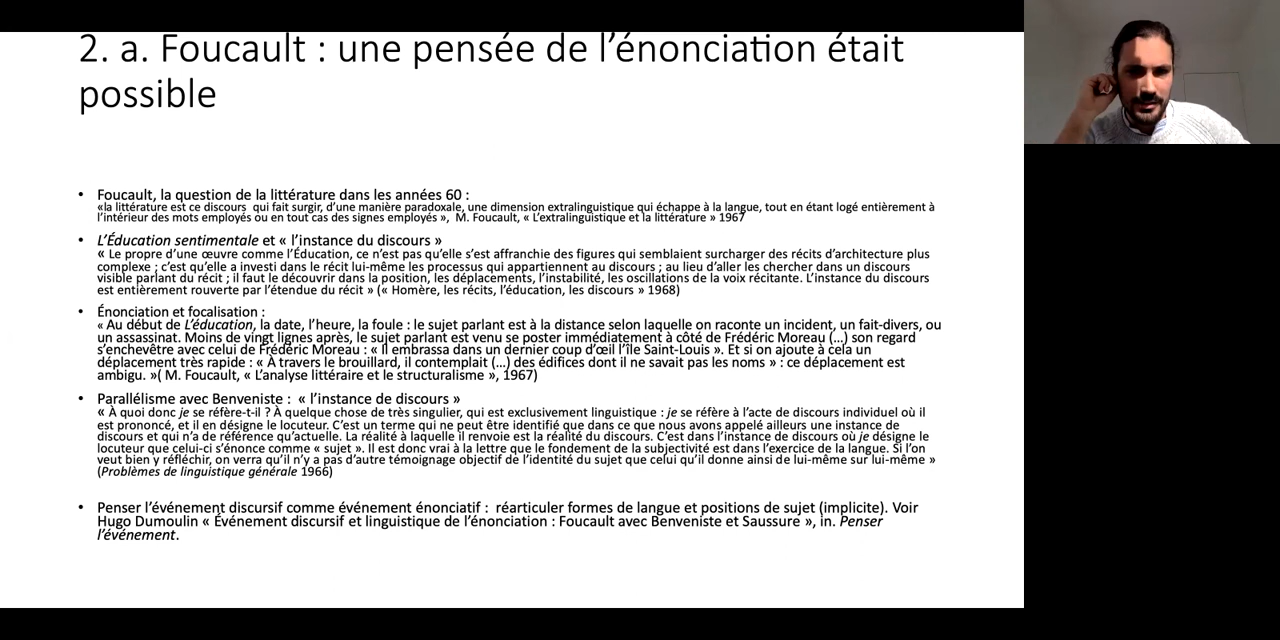 2. a. Foucault : une pensée de l’énonciation était
possible
• Foucault, la question de la littérature dans les années 60 :
«la littérature est ce discours qui fait surgir, d’une manière paradoxale, une dimension extralinguistique qui échappe à la langue, tout en étant logé entièrement à
l’intérieur des mots employés ou en tout cas des signes employés », M. Foucault, « L’extralinguistique et la littérature » 1967
• L’Éducation sentimentale et « l’instance du discours »
« Le propre d’une œuvre comme l’Éducation, ce n’est pas qu’elle s’est affranchie des figures qui semblaient surcharger des récits d’architecture plus
complexe ; c’est qu’elle a investi dans le récit lui-même les processus qui appartiennent au discours ; au lieu d’aller les chercher dans un discours
visible parlant du récit ; il faut le découvrir dans la position, les déplacements, l’instabilité, les oscillations de la voix récitante. L’instance du discours
est entièrement rouverte par l’étendue du récit » (« Homère, les récits, l’éducation, les discours » 1968)
• Énonciation et focalisation :
« Au début de L’éducation, la date, l’heure, la foule : le sujet parlant est à la distance selon laquelle on raconte un incident, un fait-divers, ou
un assassinat. Moins de vingt lignes après, le sujet parlant est venu se poster immédiatement à côté de Frédéric Moreau (...) son regard
s’enchevêtre avec celui de Frédéric Moreau : « Il embrassa dans un dernier coup d’œil l’île Saint-Louis ». Et si on ajoute à cela un
déplacement très rapide : « À travers le brouillard, il contemplait (...) des édifices dont il ne savait pas les noms » : ce déplacement est
ambigu. »( M. Foucault, « L’analyse littéraire et le structuralisme », 1967)
• Parallélisme avec Benveniste : « l’instance de discours »
« À quoi donc je se réfère-t-il ? À quelque chose de très singulier, qui est exclusivement linguistique : je se réfère à l’acte de discours individuel où il
est prononcé, et il en désigne le locuteur. C’est un terme qui ne peut être identifié que dans ce que nous avons appelé ailleurs une instance de
discours et qui n’a de référence qu’actuelle. La réalité à laquelle il renvoie est la réalité du discours. C’est dans l’instance de discours où je désigne le
locuteur que celui-ci s’énonce comme « sujet ». Il est donc vrai à la lettre que le fondement de la subjectivité est dans l’exercice de la langue. Si l’on
veut bien y réfléchir, on verra qu’il n’y a pas d’autre témoignage objectif de l’identité du sujet que celui qu’il donne ainsi de lui-même sur lui-même »
(Problèmes de linguistique générale 1966)
• Penser l’événement discursif comme événement énonciatif : réarticuler formes de langue et positions de sujet (implicite). Voir
Hugo Dumoulin « Événement discursif et linguistique de l’énonciation : Foucault avec Benveniste et Saussure », in. Penser
l’événement.